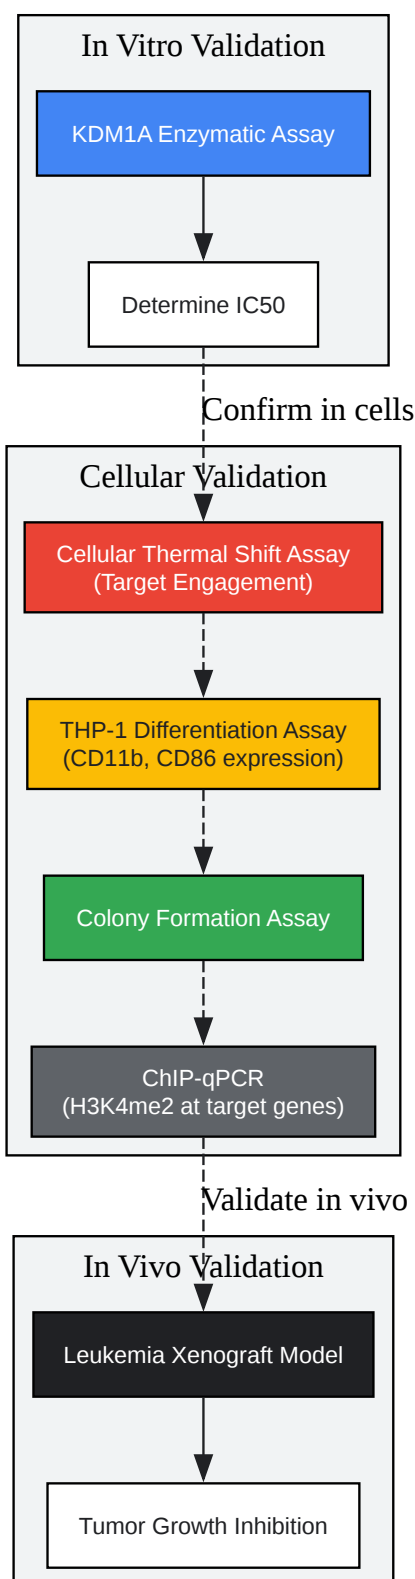 In Vitro Validation
KDM1A Enzymatic Assay
Determine IC50
Confirm in cells
Cellular Validation
Cellular Thermal Shift Assay
(Target Engagement)
THP-1 Differentiation Assay
(CD11b, CD86 expression)
Colony Formation Assay
ChIP-qPCR
(H3K4me2 at target genes)
Validate in vivo
In Vivo Validation
Leukemia Xenograft Model
Tumor Growth Inhibition